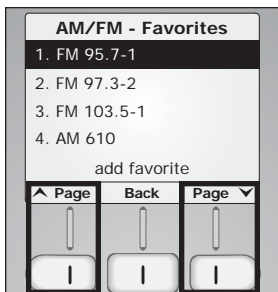 AM/FM - Favorites
1. FM 95.7-1
2. FM 97.3-2
3. FM 103.5-1
4. AM 610
add favorite
Page Back Page